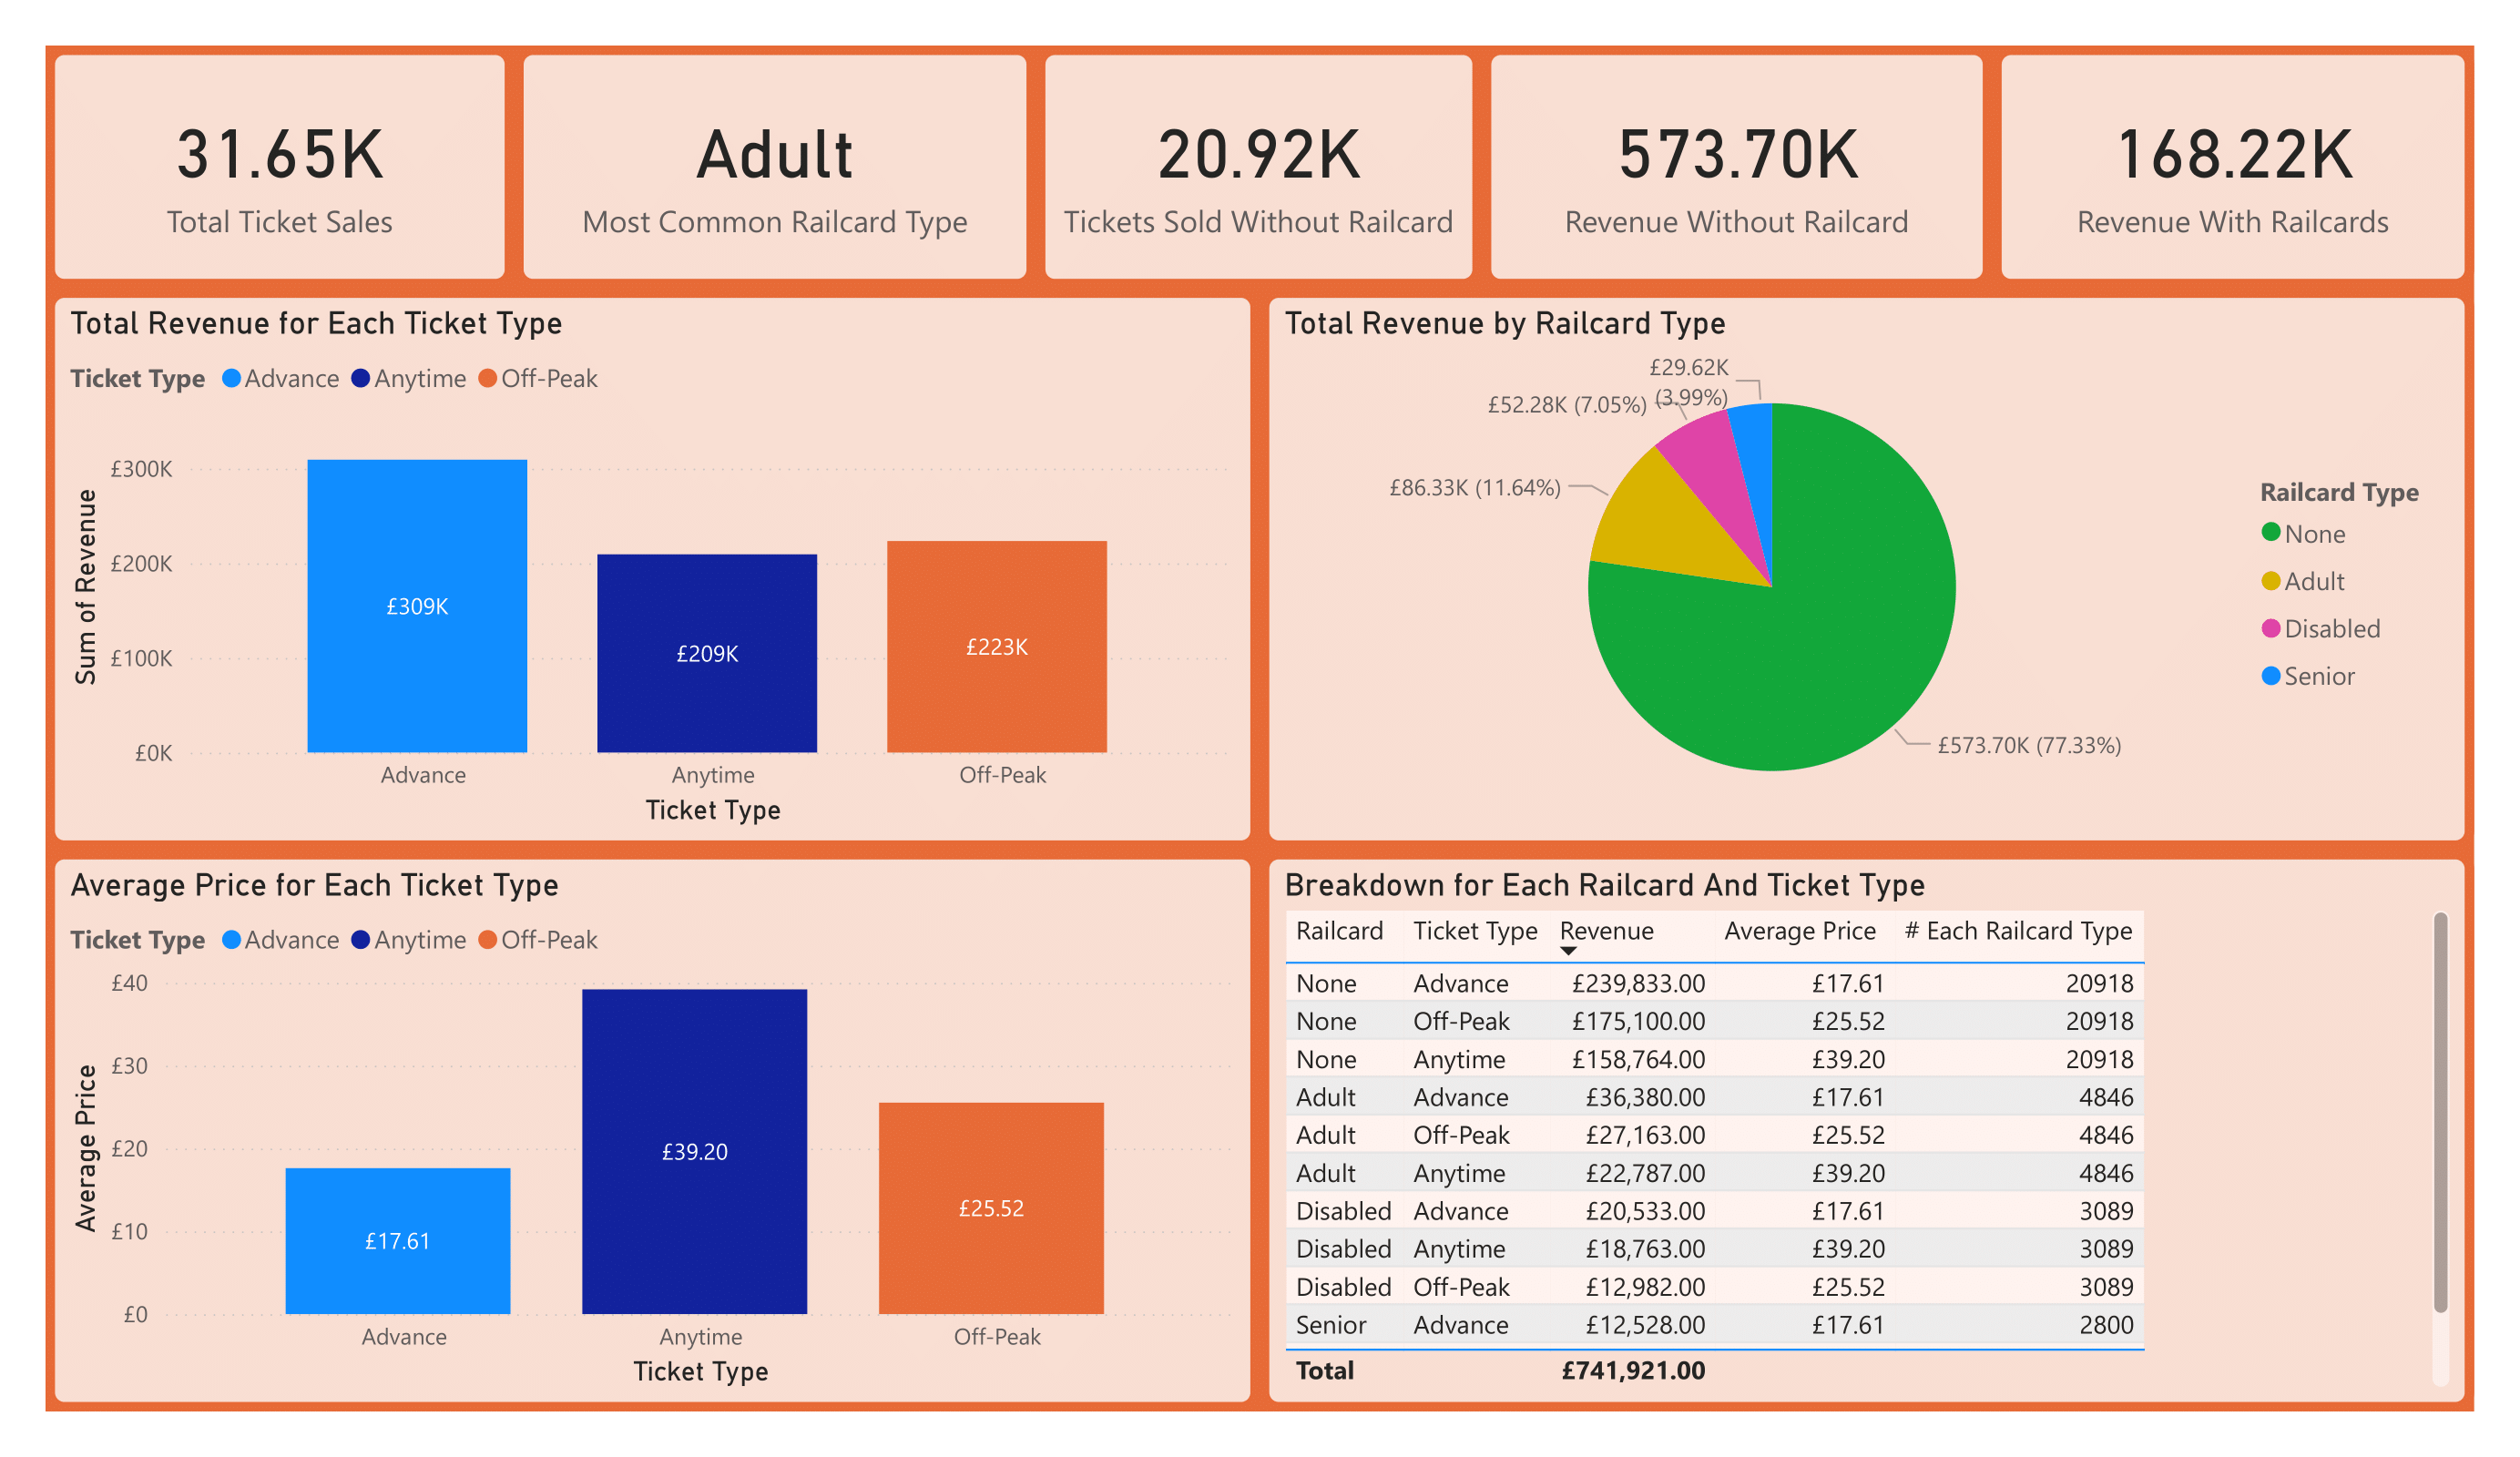 31.65K
Total Ticket Sales
Adult
Most Common Railcard Type
20.92K
Tickets Sold Without Railcard
573.70K
Revenue Without Railcard
168.22K
Revenue With Railcards
Total Revenue for Each Ticket Type
Ticket Type Advance Anytime Off-Peak
Sum of Revenue
£300K
£200K
£100K
£0K
£309K
£209K
£223K
Advance Anytime Off-Peak
Ticket Type
Total Revenue by Railcard Type
£29.62K
(3.99%)
£52.28K (7.05%)
£86.33K (11.64%)
£573.70K (77.33%)
Railcard Type
None
Adult
Disabled
Senior
Average Price for Each Ticket Type
Ticket Type Advance Anytime Off-Peak
Average Price
£40
£30
£20
£10
£0
£17.61
£39.20
£25.52
Advance Anytime Off-Peak
Ticket Type
Breakdown for Each Railcard And Ticket Type
Railcard Ticket Type Revenue Average Price # Each Railcard Type
None Advance £239,833.00 £17.61 20918
None Off-Peak £175,100.00 £25.52 20918
None Anytime £158,764.00 £39.20 20918
Adult Advance £36,380.00 £17.61 4846
Adult Off-Peak £27,163.00 £25.52 4846
Adult Anytime £22,787.00 £39.20 4846
Disabled Advance £20,533.00 £17.61 3089
Disabled Anytime £18,763.00 £39.20 3089
Disabled Off-Peak £12,982.00 £25.52 3089
Senior Advance £12,528.00 £17.61 2800
Total £741,921.00